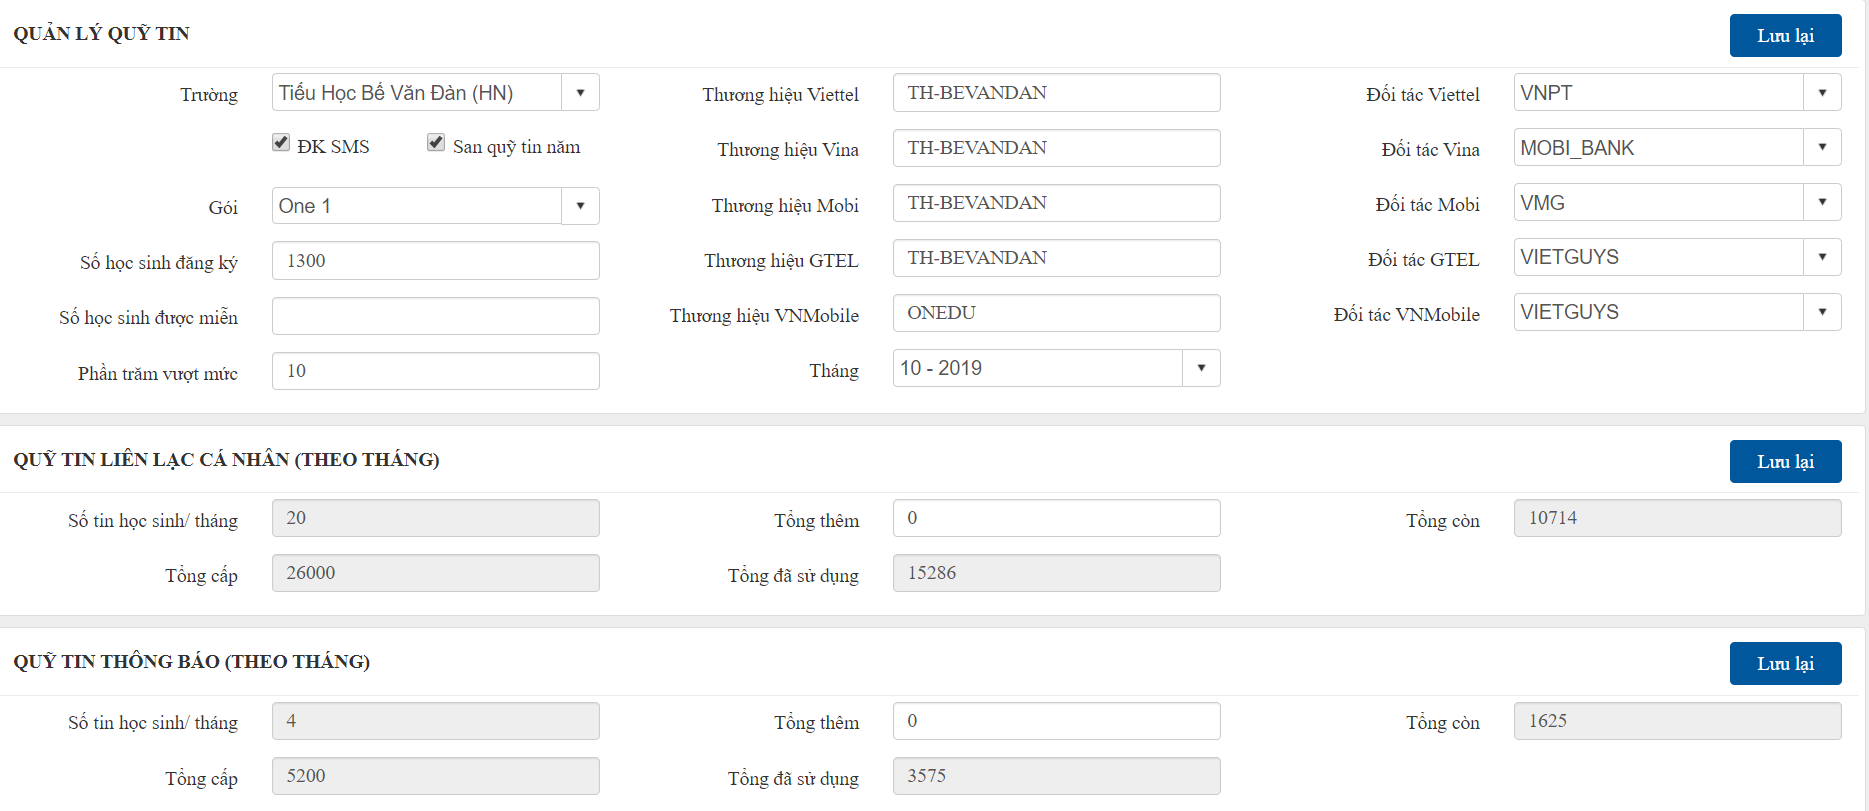 QUẢN LÝ QUỸ TIN
Lưu lại
Trường Tiểu Học Bế Văn Đàn (HN) Thương hiệu Viettel TH-BEVANDAN Đối tác Viettel VNPT
ĐK SMS San quỹ tin năm Thương hiệu Vina TH-BEVANDAN Đối tác Vina MOBI_BANK
Gói One 1 Thương hiệu Mobi TH-BEVANDAN Đối tác Mobi VMG
Số học sinh đăng ký 1300 Thương hiệu GTEL TH-BEVANDAN Đối tác GTEL VIETGUYS
Số học sinh được miễn Thương hiệu VNMobile ONEDU Đối tác VNMobile VIETGUYS
Phần trăm vượt mức 10 Tháng 10 - 2019
QUỸ TIN LIÊN LẠC CÁ NHÂN (THEO THÁNG)
Lưu lại
Số tin học sinh/ tháng 20 Tổng thêm 0 Tổng còn 10714
Tổng cấp 26000 Tổng đã sử dụng 15286
QUỸ TIN THÔNG BÁO (THEO THÁNG)
Lưu lại
Số tin học sinh/ tháng 4 Tổng thêm 0 Tổng còn 1625
Tổng cấp 5200 Tổng đã sử dụng 3575